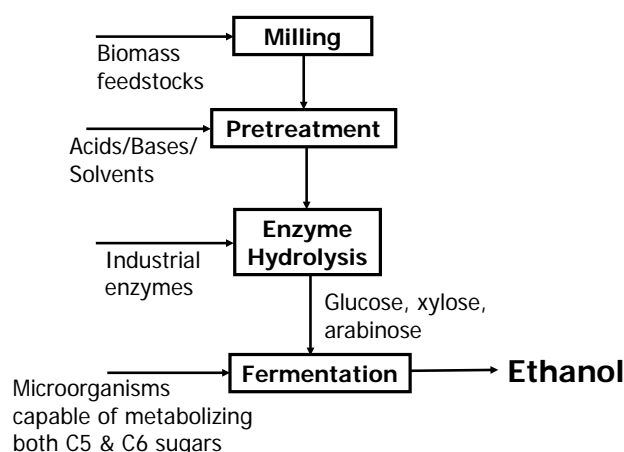 Milling
Biomass
feedstocks
Pretreatment
Acids/Bases/
Solvents
Enzyme
Hydrolysis
Industrial
enzymes
Glucose, xylose,
arabinose
Fermentation
Ethanol
Microorganisms
capable of metabolizing
both C5 & C6 sugars